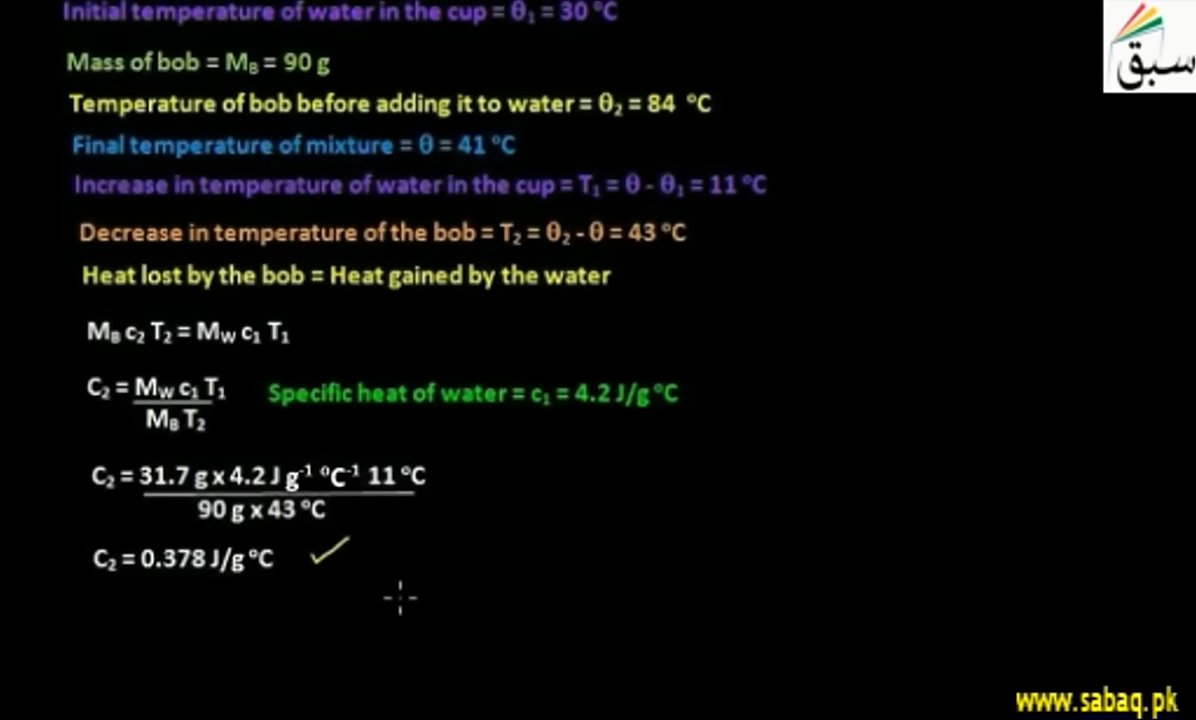 Initial temperature of water in the cup = θ₁ = 30 °C
سبق
Mass of bob = M_B = 90 g
Temperature of bob before adding it to water = θ₂ = 84 °C
Final temperature of mixture = θ = 41 °C
Increase in temperature of water in the cup = T₁ = θ - θ₁ = 11 °C
Decrease in temperature of the bob = T₂ = θ₂ - θ = 43 °C
Heat lost by the bob = Heat gained by the water
M_B c₂ T₂ = M_W c₁ T₁
C₂ = M_W c₁ T₁ Specific heat of water = c₁ = 4.2 J/g °C
M_B T₂
C₂ = 31.7 g x 4.2 J g⁻¹ °C⁻¹ 11 °C
90 g x 43 °C
C₂ = 0.378 J/g °C
www.sabaq.pk